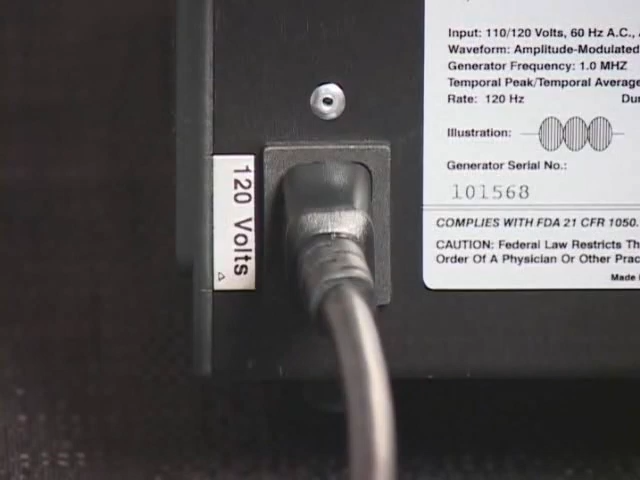 120 Volts
Input: 110/120 Volts, 60 Hz A.C.,
Waveform: Amplitude-Modulated
Generator Frequency: 1.0 MHZ
Temporal Peak/Temporal Average
Rate: 120 Hz
Illustration:
Generator Serial No.:
101568
COMPLIES WITH FDA 21 CFR 1050.
CAUTION: Federal Law Restricts
Order Of A Physician Or Other
Made